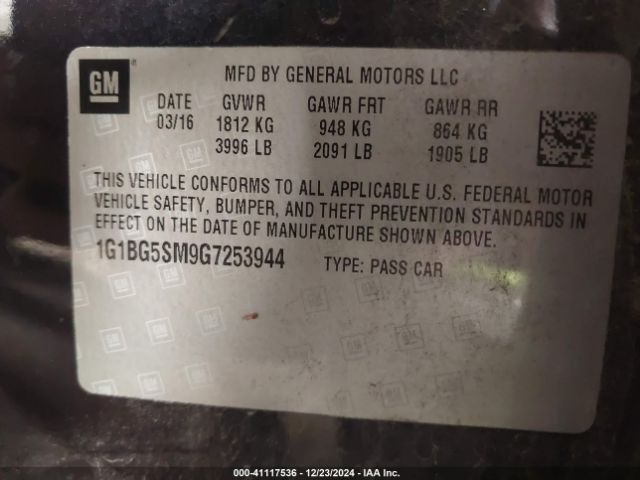 GM
MFD BY GENERAL MOTORS LLC
DATE GVWR GAWR FRT GAWR RR
03/16 1812 KG 948 KG 864 KG
3996 LB 2091 LB 1905 LB
THIS VEHICLE CONFORMS TO ALL APPLICABLE U.S. FEDERAL MOTOR
VEHICLE SAFETY, BUMPER, AND THEFT PREVENTION STANDARDS IN
EFFECT ON THE DATE OF MANUFACTURE SHOWN ABOVE.
1G1BG5SM9G7253944 TYPE: PASS CAR
000-41117536 - 12/23/2024 - IAA Inc.